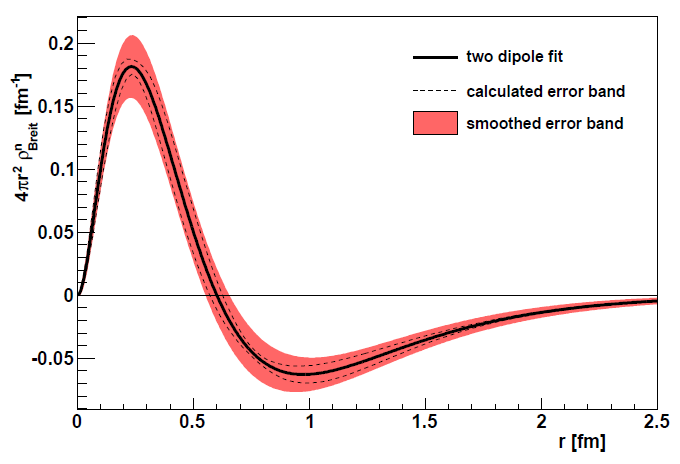 4πr² ρⁿ_Breit [fm⁻¹]
0.2
0.15
0.1
0.05
0
-0.05
two dipole fit
calculated error band
smoothed error band
0 0.5 1 1.5 2 2.5
r [fm]